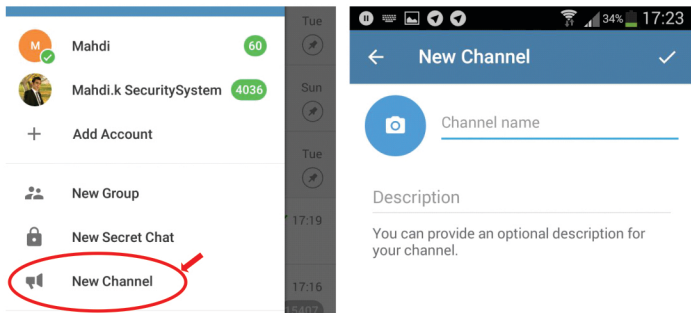 Tue
M
Mahdi
60
Mahdi.k SecuritySystem
4036
Sun
Add Account
Tue
New Group
17:19
New Secret Chat
New Channel
17:16
15407
34%
17:23
New Channel
Channel name
Description
You can provide an optional description for
your channel.